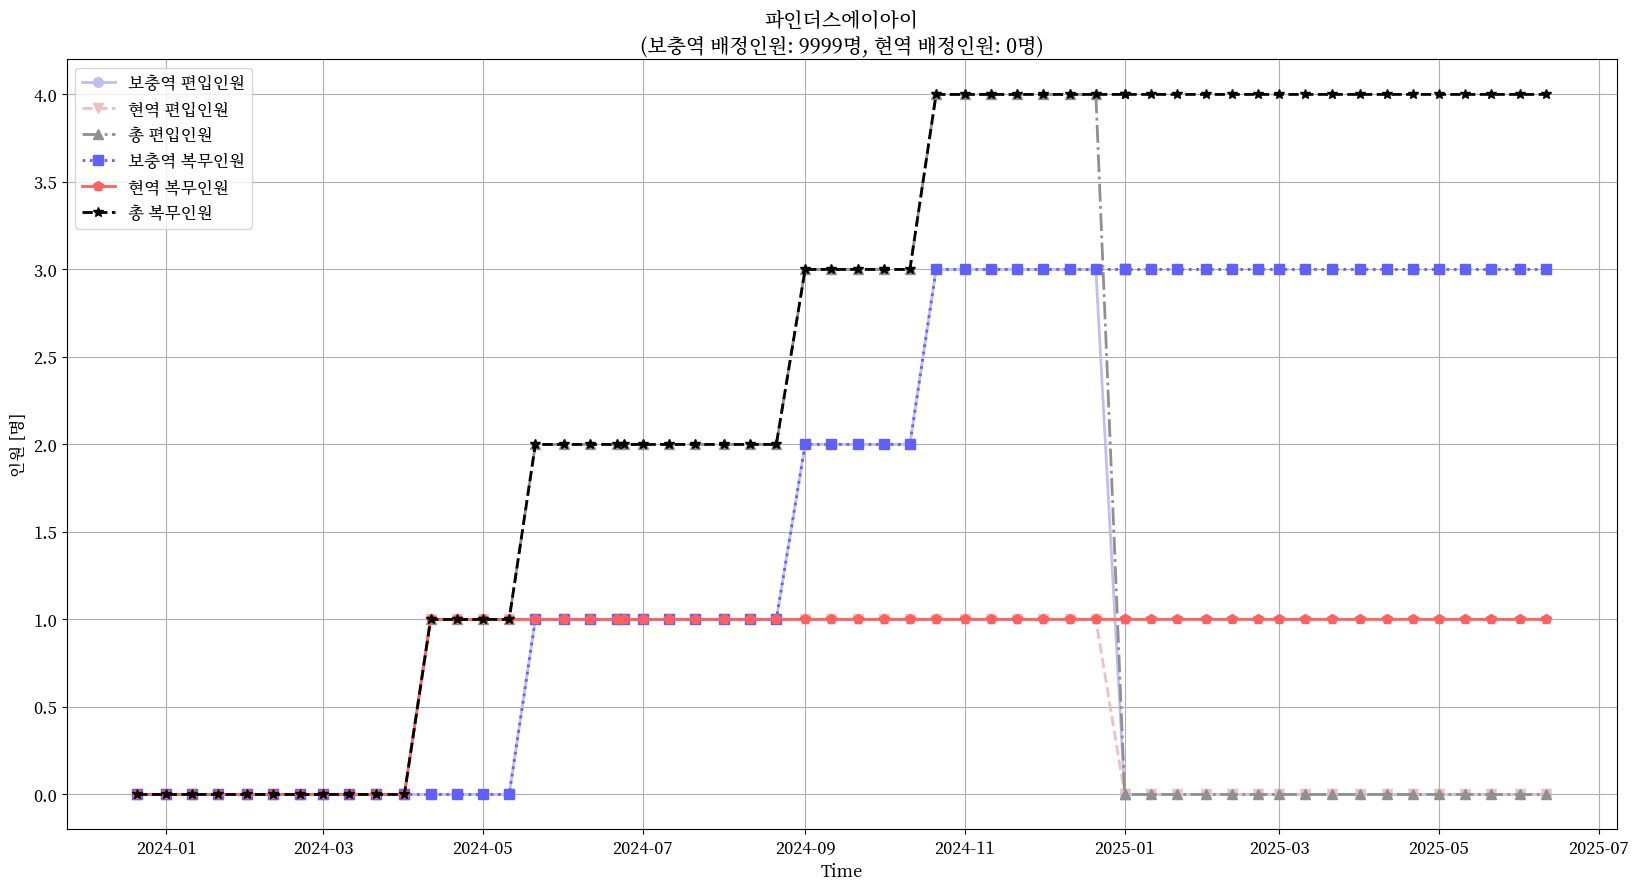 파인더스에이아이
(보충역 배정인원: 9999명, 현역 배정인원: 0명)
보충역 편입인원
현역 편입인원
총 편입인원
보충역 복무인원
현역 복무인원
총 복무인원
4.0
3.5
3.0
2.5
2.0
1.5
1.0
0.5
0.0
인원 [명]
2024-01
2024-03
2024-05
2024-07
2024-09
2024-11
2025-01
2025-03
2025-05
2025-07
Time